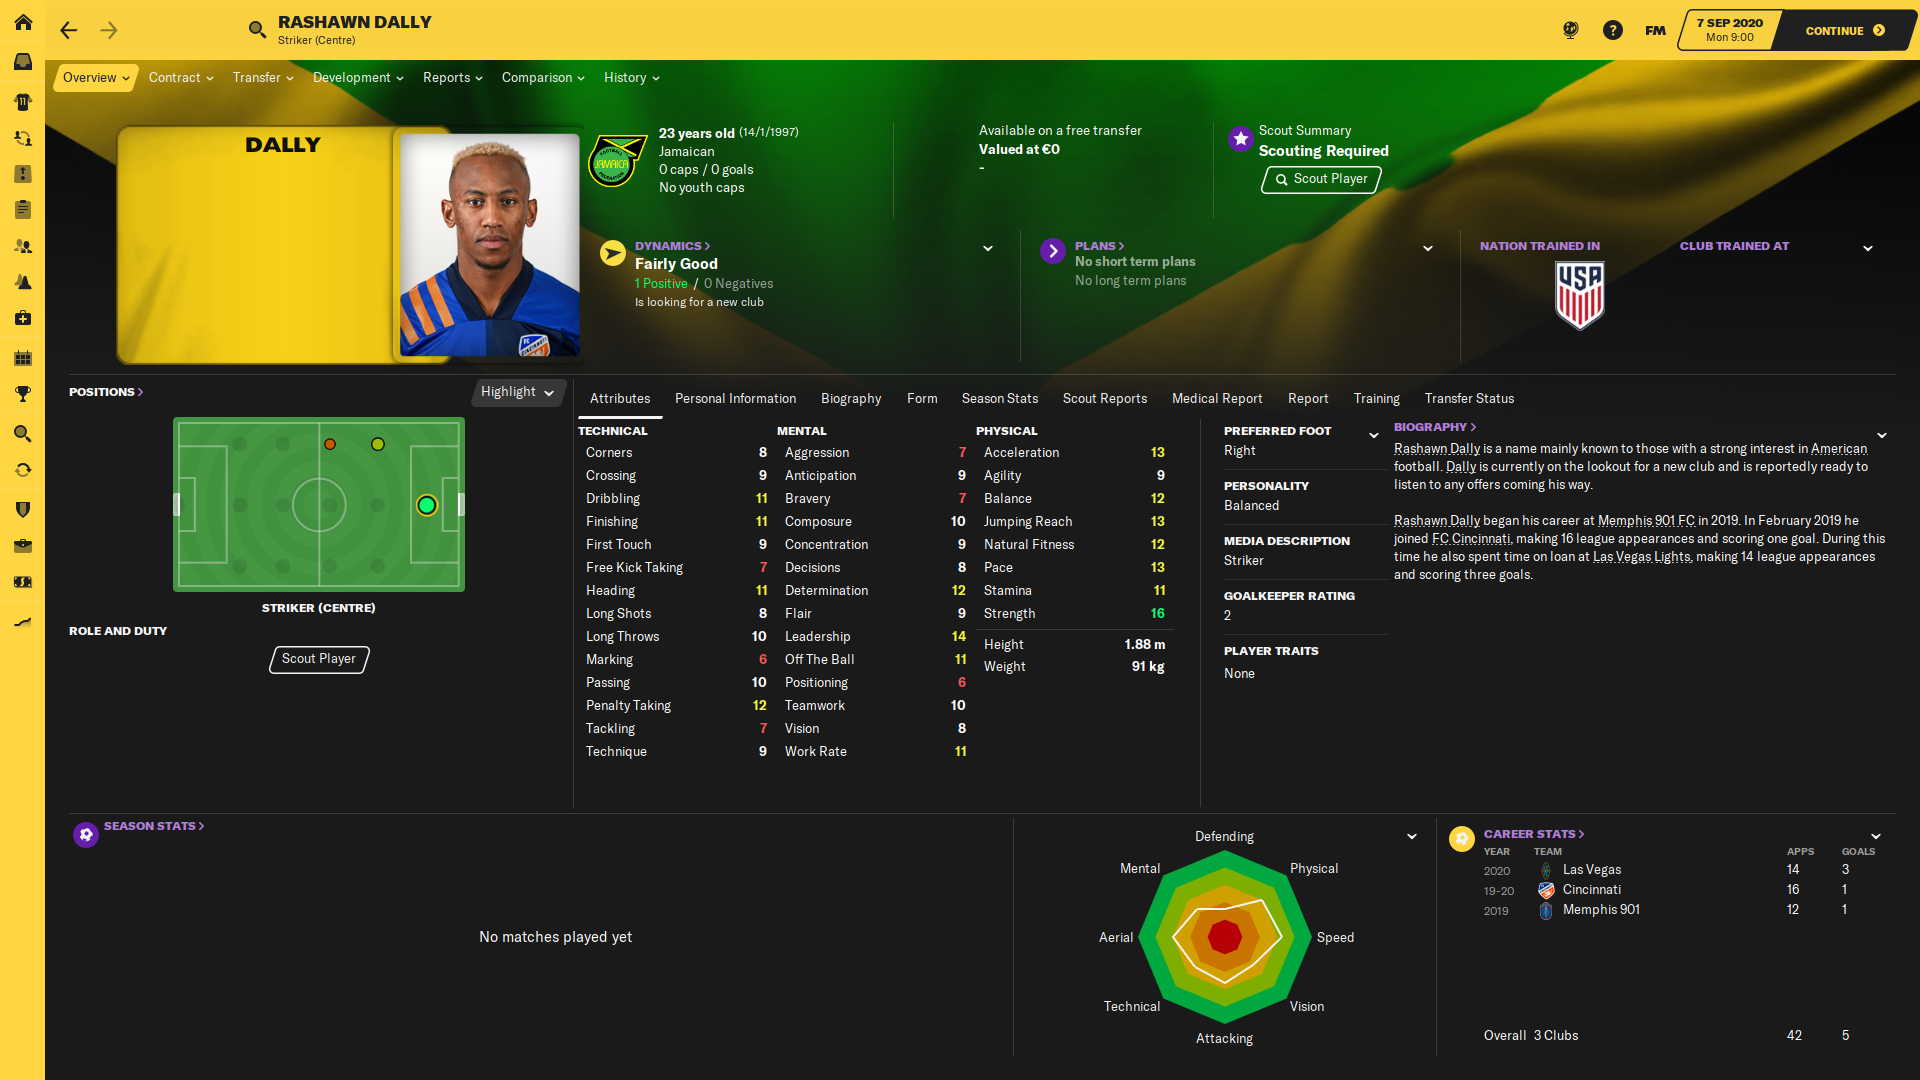 RASHAWN DALLY
Striker (Centre)
FM
7 SEP 2020
Mon 9:00
CONTINUE
Overview
Contract
Transfer
Development
Reports
Comparison
History
11
DALLY
23 years old (14/1/1997)
Jamaican
0 caps / 0 goals
No youth caps
JAMAICA
Available on a free transfer
Valued at €0
-
Scout Summary
Scouting Required
Scout Player
DYNAMICS
Fairly Good
1 Positive / 0 Negatives
Is looking for a new club
PLANS
No short term plans
No long term plans
NATION TRAINED IN
USA
CLUB TRAINED AT
FC
CINCINNATI
POSITIONS
Highlight
STRIKER (CENTRE)
ROLE AND DUTY
Scout Player
Attributes
Personal Information
Biography
Form
Season Stats
Scout Reports
Medical Report
Report
Training
Transfer Status
TECHNICAL
Corners 8
Crossing 9
Dribbling 11
Finishing 11
First Touch 9
Free Kick Taking 7
Heading 11
Long Shots 8
Long Throws 10
Marking 6
Passing 10
Penalty Taking 12
Tackling 7
Technique 9
MENTAL
Aggression 7
Anticipation 9
Bravery 7
Composure 10
Concentration 9
Decisions 8
Determination 12
Flair 9
Leadership 14
Off The Ball 11
Positioning 6
Teamwork 10
Vision 8
Work Rate 11
PHYSICAL
Acceleration 13
Agility 9
Balance 12
Jumping Reach 13
Natural Fitness 12
Pace 13
Stamina 11
Strength 16
Height 1.88 m
Weight 91 kg
PREFERRED FOOT
Right
PERSONALITY
Balanced
MEDIA DESCRIPTION
Striker
GOALKEEPER RATING
2
PLAYER TRAITS
None
BIOGRAPHY
Rashawn Dally is a name mainly known to those with a strong interest in American
football. Dally is currently on the lookout for a new club and is reportedly ready to
listen to any offers coming his way.
Rashawn Dally began his career at Memphis 901 FC in 2019. In February 2019 he
joined FC Cincinnati, making 16 league appearances and scoring one goal. During this
time he also spent time on loan at Las Vegas Lights, making 14 league appearances
and scoring three goals.
SEASON STATS
No matches played yet
Defending
Physical
Speed
Vision
Attacking
Technical
Aerial
Mental
CAREER STATS
YEAR TEAM APPS GOALS
2020 Las Vegas 14 3
19-20 Cincinnati 16 1
2019 Memphis 901 12 1
Overall 3 Clubs 42 5